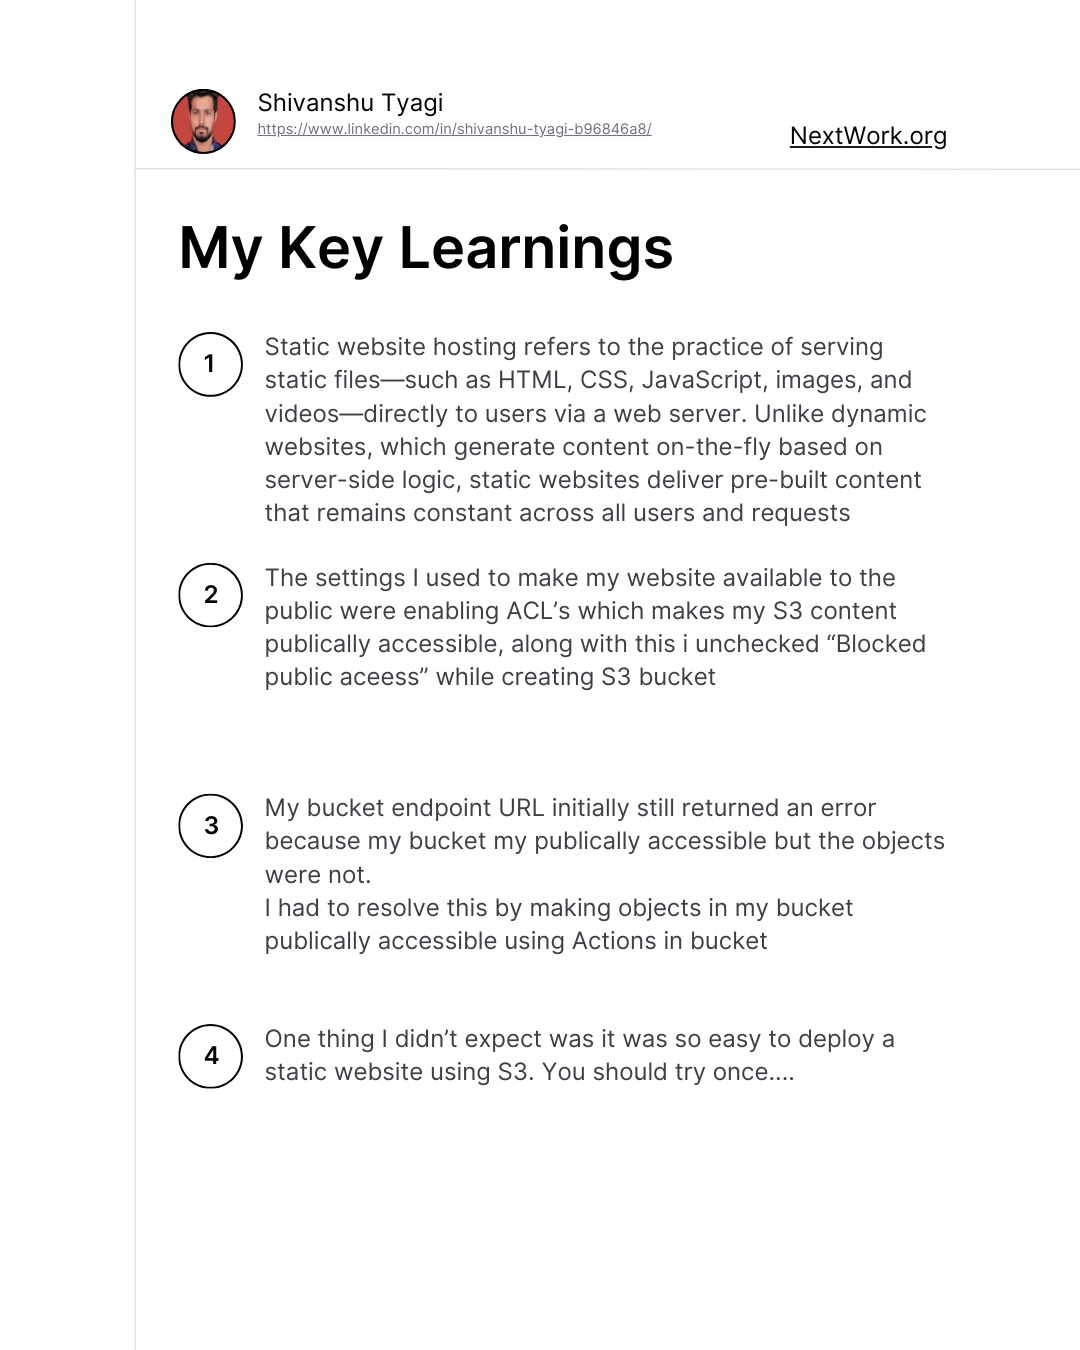 Shivanshu Tyagi
https://www.linkedin.com/in/shivanshu-tyagi-b96846a8/
NextWork.org
My Key Learnings
1
Static website hosting refers to the practice of serving
static files—such as HTML, CSS, JavaScript, images, and
videos—directly to users via a web server. Unlike dynamic
websites, which generate content on-the-fly based on
server-side logic, static websites deliver pre-built content
that remains constant across all users and requests
2
The settings I used to make my website available to the
public were enabling ACL’s which makes my S3 content
publically accessible, along with this i unchecked “Blocked
public aceess” while creating S3 bucket
3
My bucket endpoint URL initially still returned an error
because my bucket my publically accessible but the objects
were not.
I had to resolve this by making objects in my bucket
publically accessible using Actions in bucket
4
One thing I didn’t expect was it was so easy to deploy a
static website using S3. You should try once....